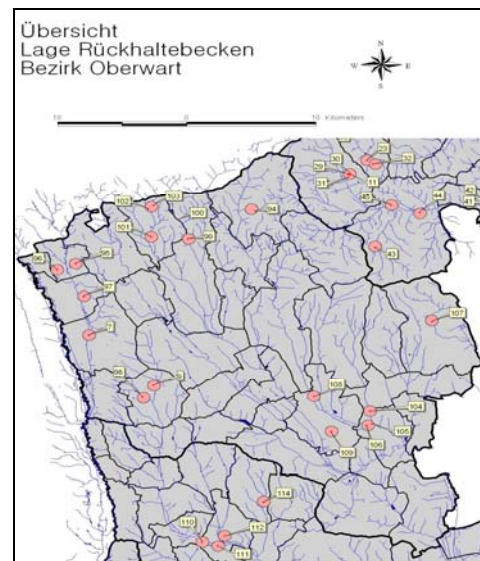 Übersicht
Lage Rückhaltebecken
Bezirk Oberwart
N
W E
S
10 0 10 Kilometers
30 23 32
29
31 11 45 44 42
41
102 103 100 94
101 99
43
96 95
97
107
7
98 9
108 104
105
106
109
114
110 112
111